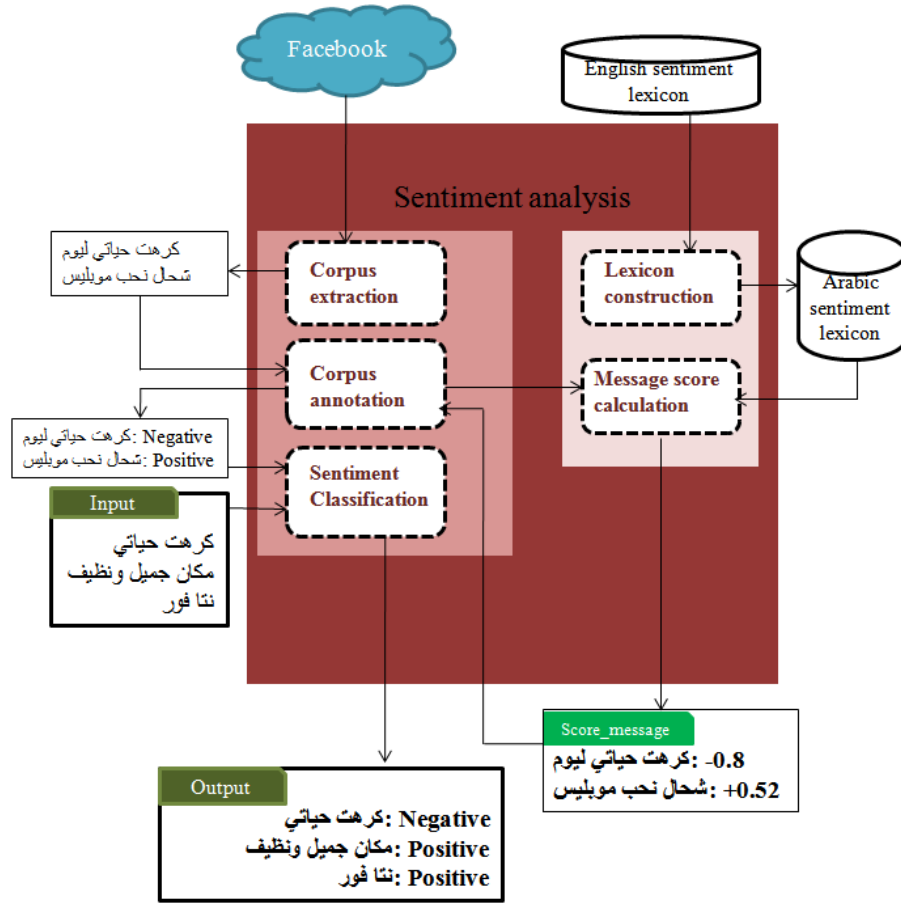 Facebook
English sentiment
lexicon
Sentiment analysis
كرهت حياتي ليوم
شحال نحب موبليس
Corpus
extraction
Lexicon
construction
Arabic
sentiment
lexicon
Corpus
annotation
Message score
calculation
كرهت حياتي ليوم: Negative
شحال نحب موبليس: Positive
Sentiment
Classification
Input
كرهت حياتي
مكان جميل ونظيف
نتا فور
Score_message
كرهت حياتي ليوم: -0.8
شحال نحب موبليس: +0.52
Output
كرهت حياتي: Negative
مكان جميل ونظيف: Positive
نتا فور: Positive